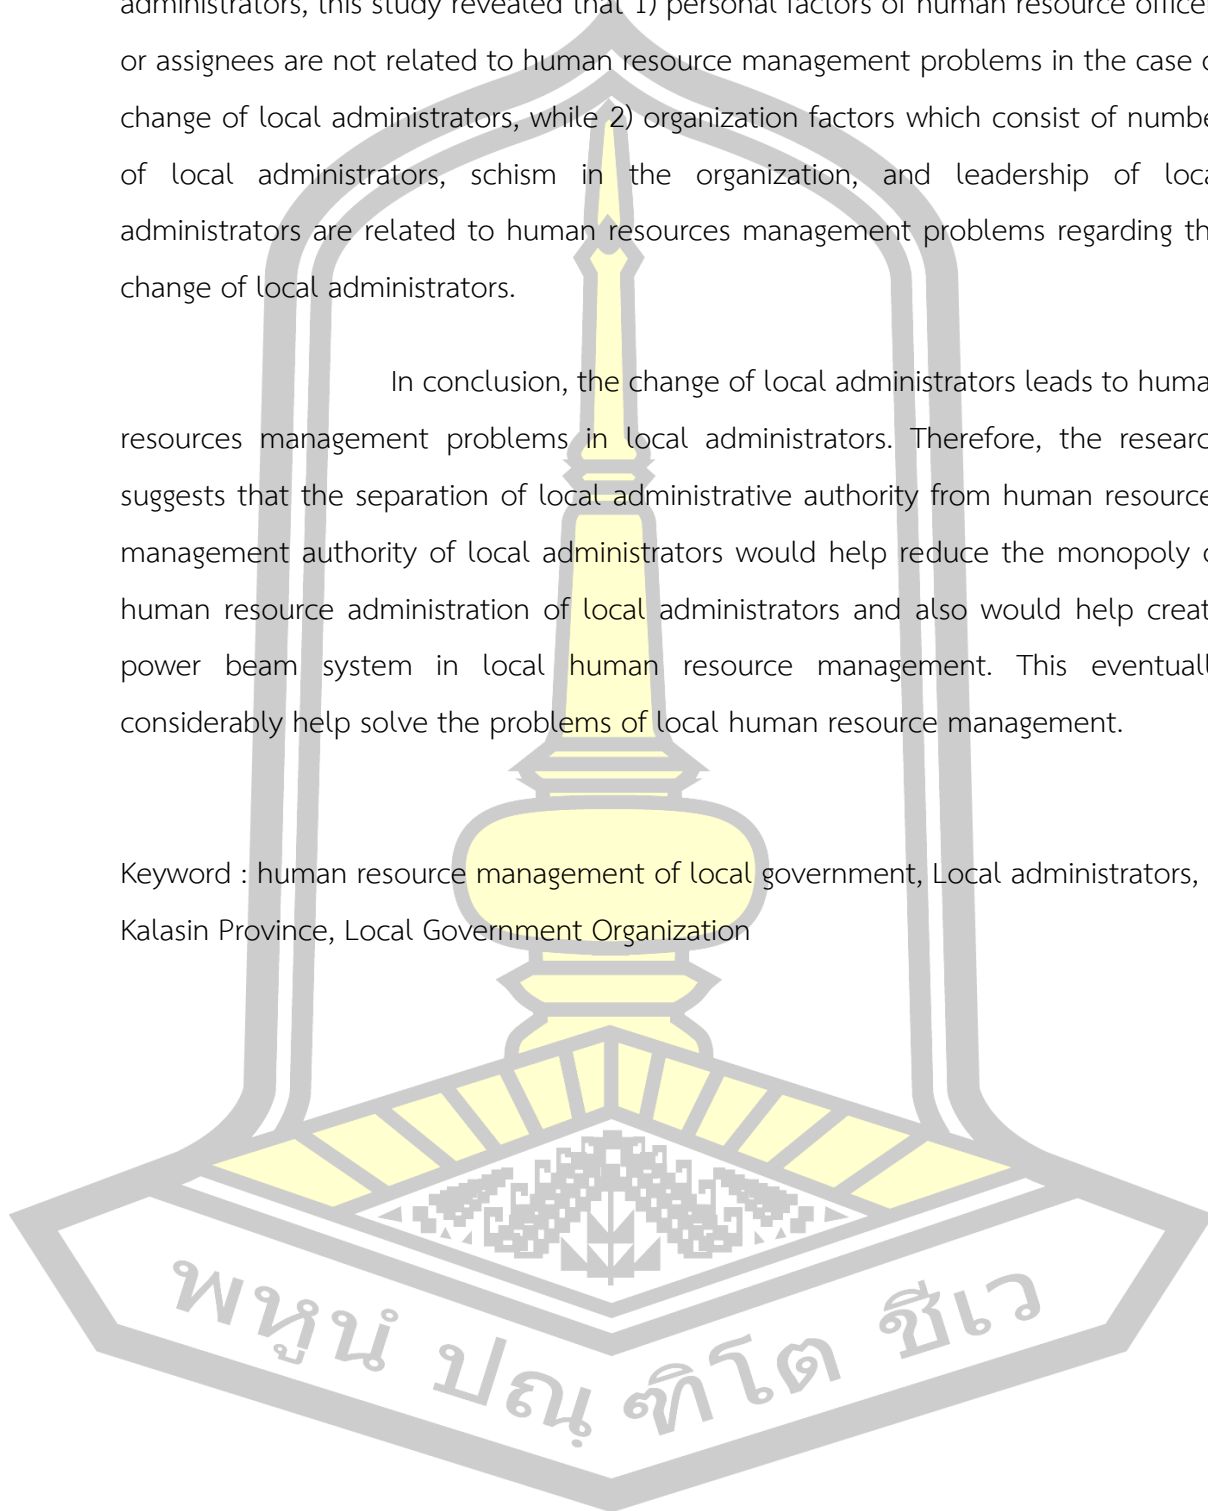 administrators, this study revealed that 1) personal factors of human resource officer
or assignees are not related to human resource management problems in the case
change of local administrators, while 2) organization factors which consist of numbe
of local administrators, schism in the organization, and leadership of loca
administrators are related to human resources management problems regarding th
change of local administrators.
In conclusion, the change of local administrators leads to huma
resources management problems in local administrators. Therefore, the researc
suggests that the separation of local administrative authority from human resource
management authority of local administrators would help reduce the monopoly
human resource administration of local administrators and also would help creat
power beam system in local human resource management. This eventuall
considerably help solve the problems of local human resource management.
Keyword : human resource management of local government, Local administrators,
Kalasin Province, Local Government Organization
พหูนํ ปณฺฑิโต ชีเว